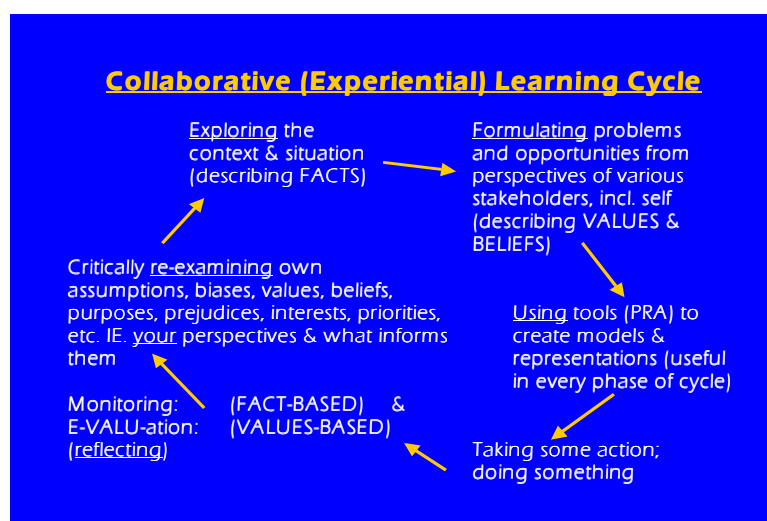 Collaborative (Experiential) Learning Cycle
Exploring the
context & situation
(describing FACTS)
Formulating problems
and opportunities from
perspectives of various
stakeholders, incl. self
(describing VALUES &
BELIEFS)
Using tools (PRA) to
create models &
representations (useful
in every phase of cycle)
Taking some action;
doing something
Monitoring: (FACT-BASED) &
E-VALU-ation: (VALUES-BASED)
(reflecting)
Critically re-examining own
assumptions, biases, values, beliefs,
purposes, prejudices, interests, priorities,
etc. IE. your perspectives & what informs
them